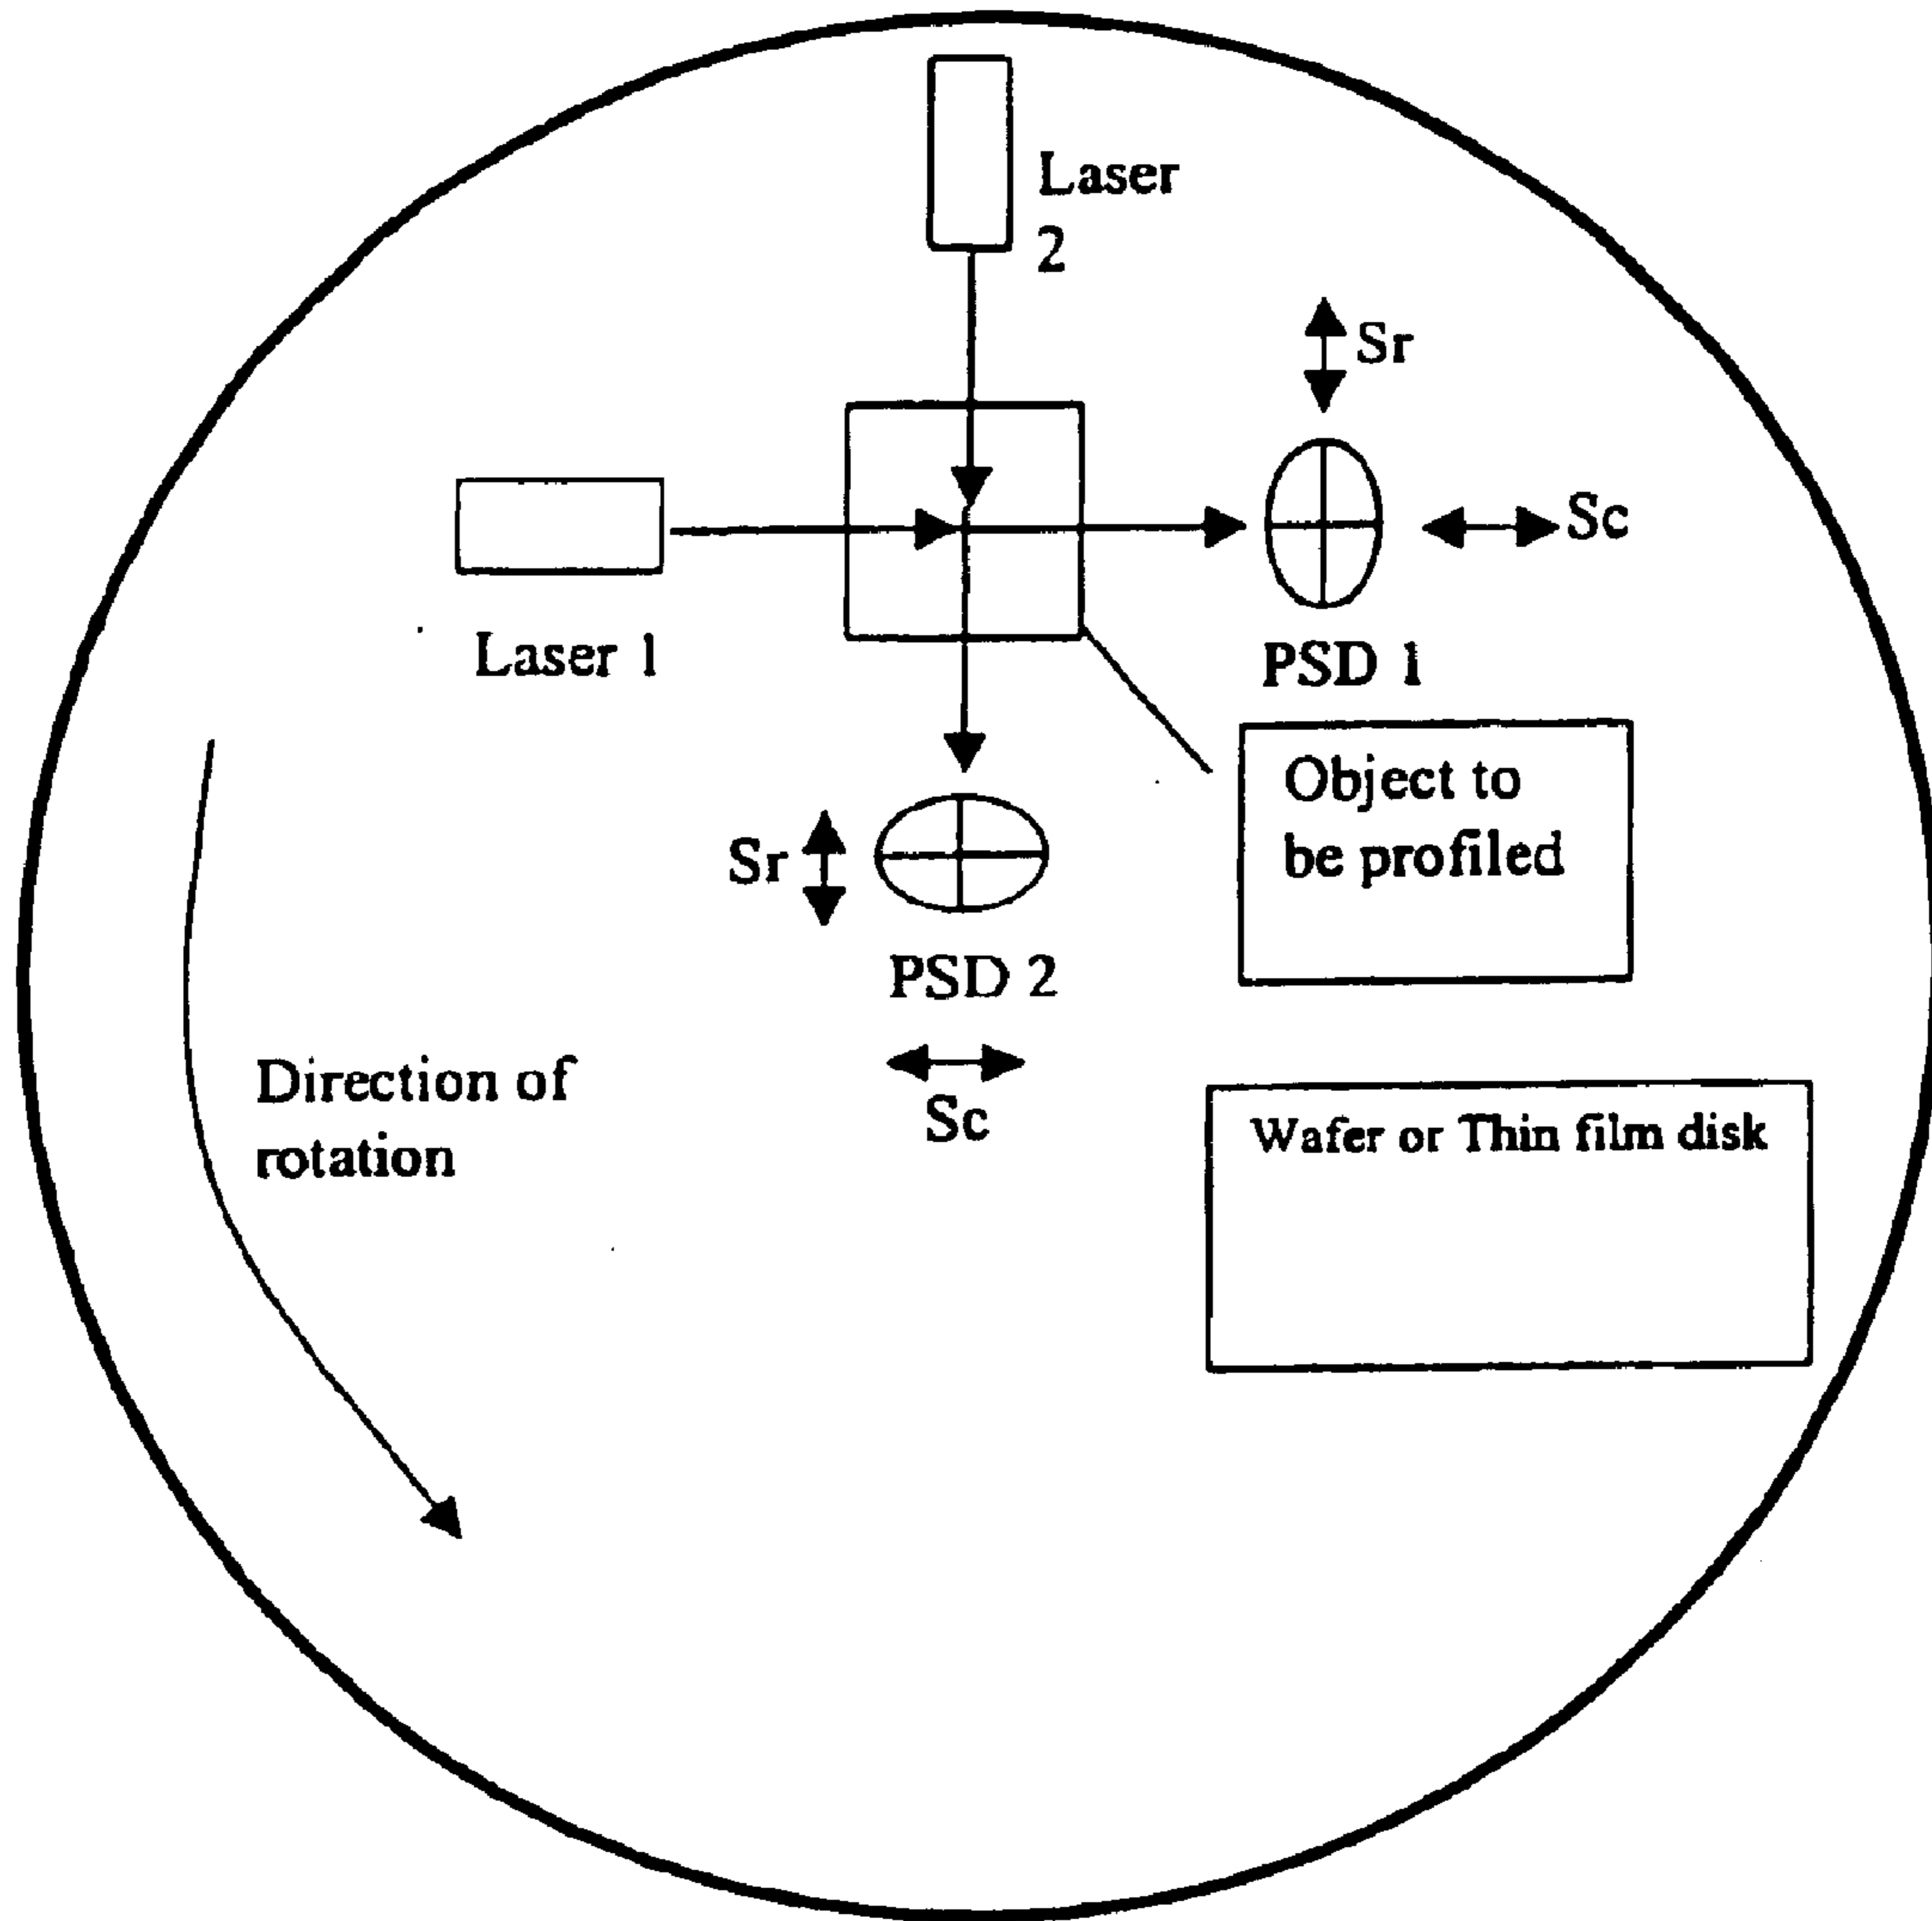 Laser
2
Sr
Sc
Laser 1
PSD 1
Object to
be profiled
Sr
PSD 2
Sc
Direction of
rotation
Wafer or Thin film disk